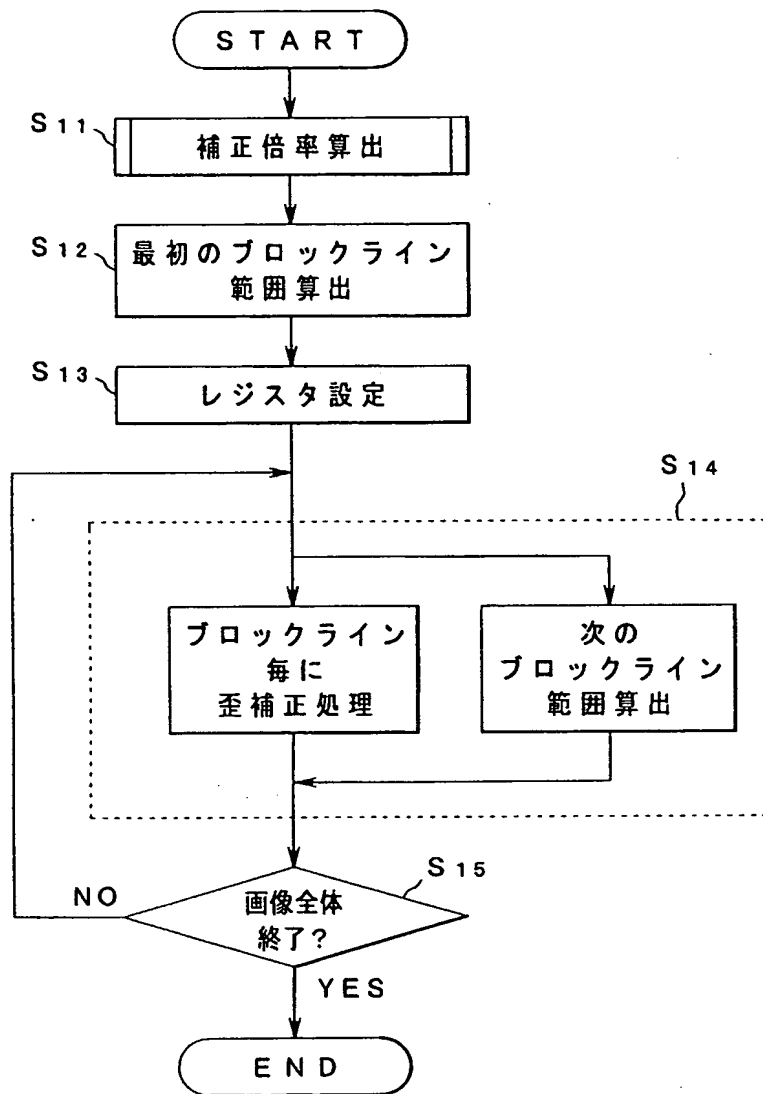 START
S11
補正倍率算出
S12
最初のブロックライン
範囲算出
S13
レジスタ設定
S14
ブロックライン
毎に
歪補正処理
次の
ブロックライン
範囲算出
S15
NO
画像全体
終了?
YES
END